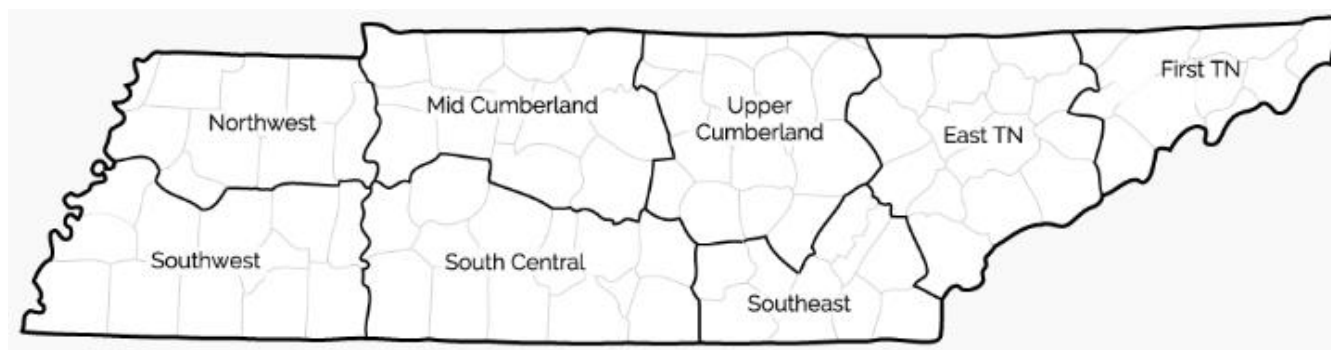 First TN
Northwest
Mid Cumberland
Upper
Cumberland
East TN
Southwest
South Central
Southeast